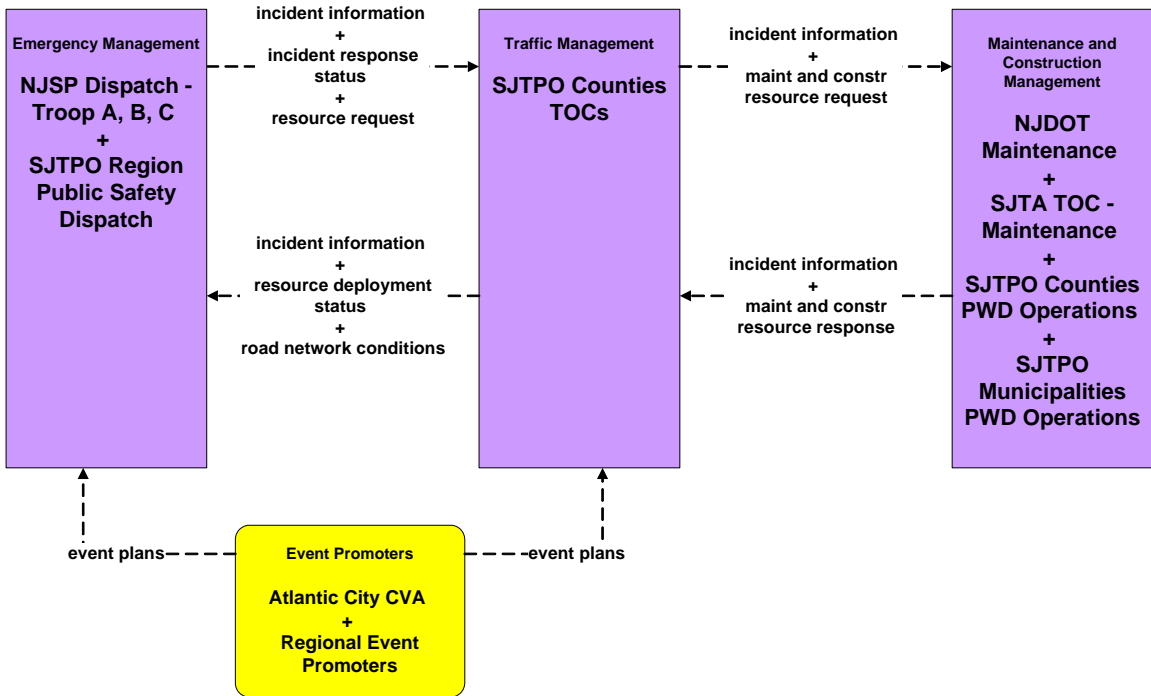 Emergency Management
NJSP Dispatch -
Troop A, B, C
+
SJTPO Region
Public Safety
Dispatch
incident information
+
incident response
status
+
resource request
incident information
+
resource deployment
status
+
road network conditions
Traffic Management
SJTPO Counties
TOCs
incident information
+
maint and constr
resource request
incident information
+
maint and constr
resource response
Maintenance and
Construction
Management
NJDOT
Maintenance
+
SJTA TOC -
Maintenance
+
SJTPO Counties
PWD Operations
+
SJTPO
Municipalities
PWD Operations
event plans
Event Promoters
Atlantic City CVA
+
Regional Event
Promoters
event plans